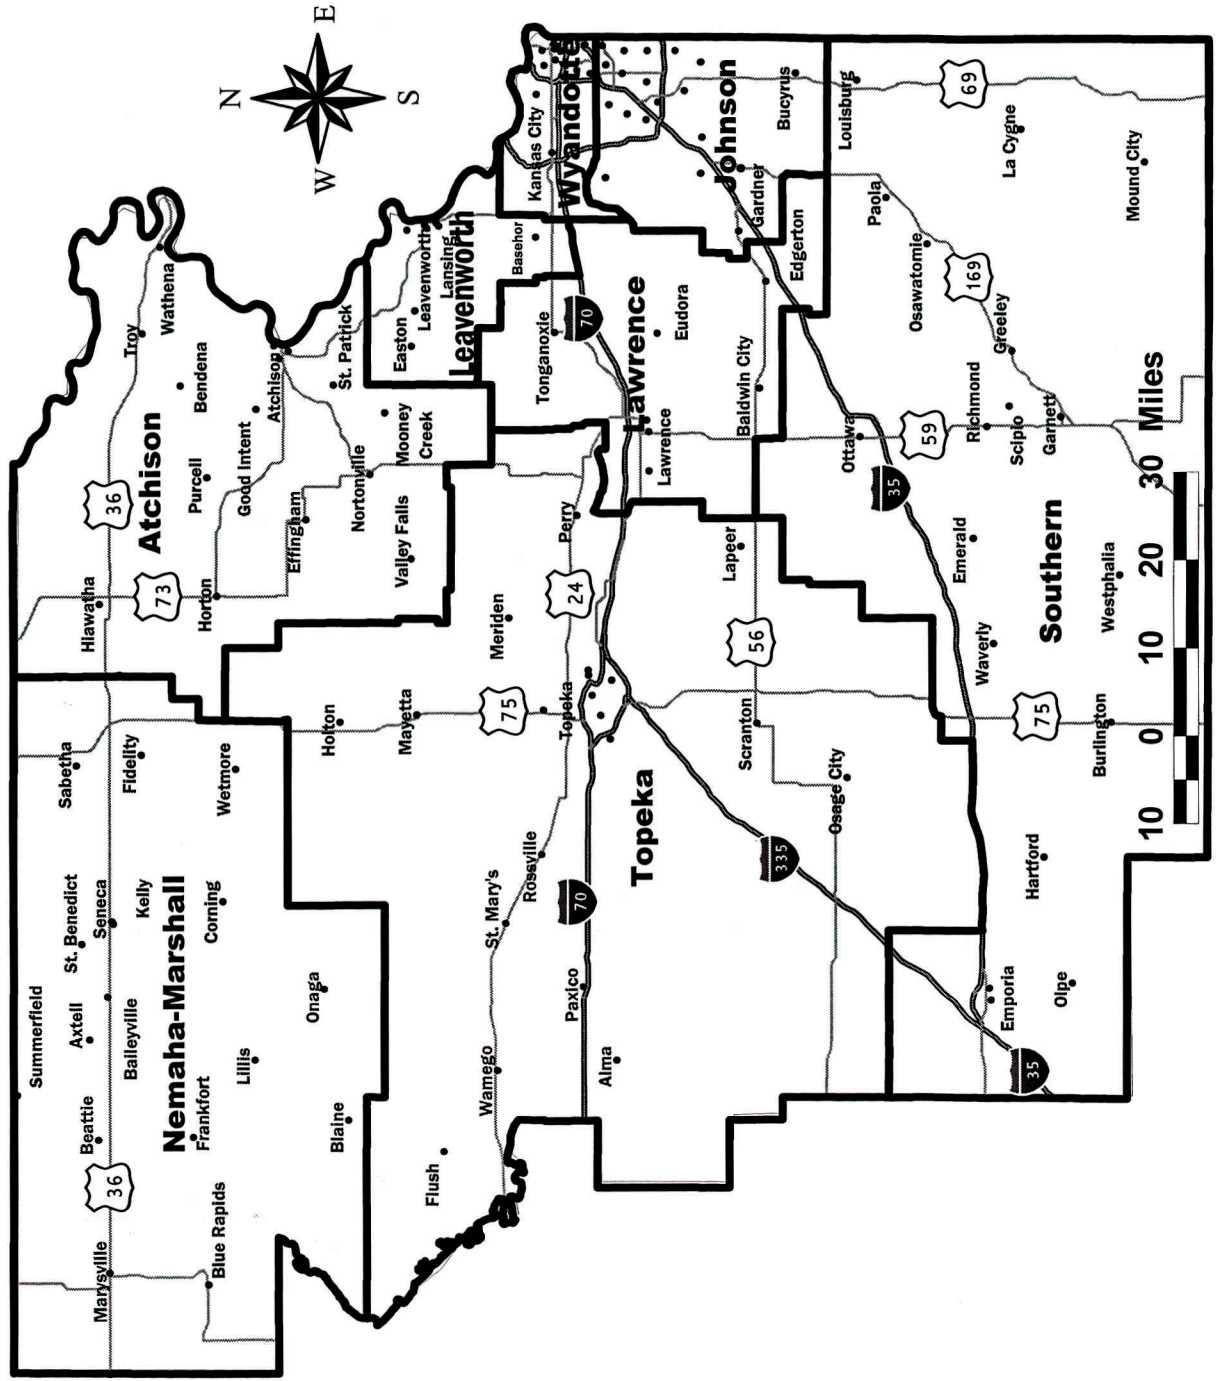 N
E
S
W
Summerfield
St. Benedict
Sabetha
Axtell
Seneca
Beattie
Baileyville
Kelly
Fidelity
36
Marysville
Nemaha-Marshall
Frankfort
Corning
Wetmore
Blue Rapids
Lillis
Onaga
Blaine
Hiawatha
36
Troy
Wathena
Atchison
73
Purcell
Bendena
Horton
Good Intent
Atchison
Effingham
St. Patrick
Nortonville
Mooney
Creek
Valley Falls
Easton
Leavenworth
Lansing
Leavenworth
Basehor
Kansas City
Wyandotte
Johnson
Gardner
Bucyrus
Edgerton
Tonganoxie
70
Lawrence
Eudora
Lawrence
Baldwin City
Holton
Mayetta
Meriden
75
Perry
24
Topeka
Flush
Wamego
St. Mary's
Rossville
Paxico
70
Alma
Topeka
Lapeer
56
Scranton
335
Osage City
Louisburg
69
Paola
La Cygne
Osawatomie
169
Greeley
Mound City
Ottawa
59
Richmond
Scipio
Garnett
35
Emerald
Southern
Waverly
Westphalia
75
Burlington
Hartford
Emporia
Olpe
35
10 0 10 20 30 Miles